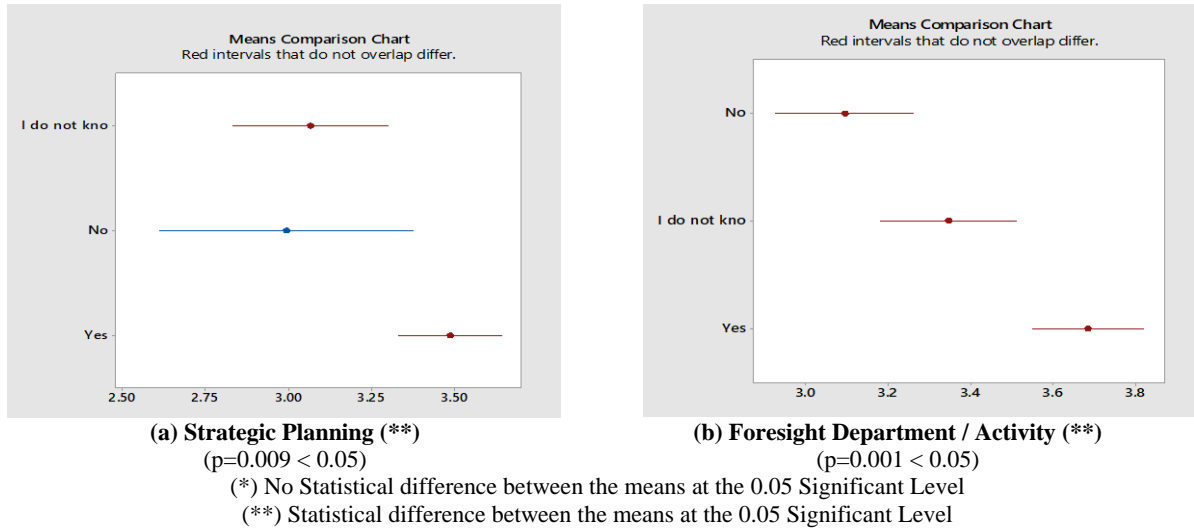 Means Comparison Chart
Red intervals that do not overlap differ.
I do not kno
No
Yes
2.50 2.75 3.00 3.25 3.50
(a) Strategic Planning (**)
(p=0.009 < 0.05)
Means Comparison Chart
Red intervals that do not overlap differ.
No
I do not kno
Yes
3.0 3.2 3.4 3.6 3.8
(b) Foresight Department / Activity (**)
(p=0.001 < 0.05)
(*) No Statistical difference between the means at the 0.05 Significant Level
(**) Statistical difference between the means at the 0.05 Significant Level